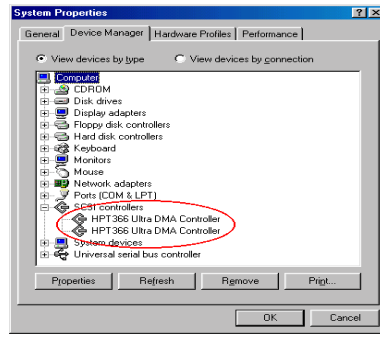 System Properties
General Device Manager Hardware Profiles Performance
View devices by type View devices by connection
Computer
CDROM
Disk drives
Display adapters
Floppy disk controllers
Hard disk controllers
Keyboard
Monitors
Mouse
Network adapters
Ports (COM & LPT)
SCSI controllers
HPT366 Ultra DMA Controller
HPT366 Ultra DMA Controller
System devices
Universal serial bus controller
Properties Refresh Remove Print...
OK Cancel